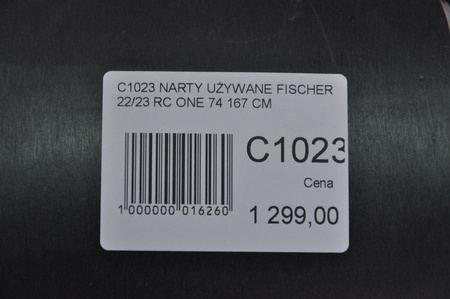 C1023 NARTY UŻYWANE FISCHER
22/23 RC ONE 74 167 CM
C1023
Cena
1 000000 016260
1 299,00